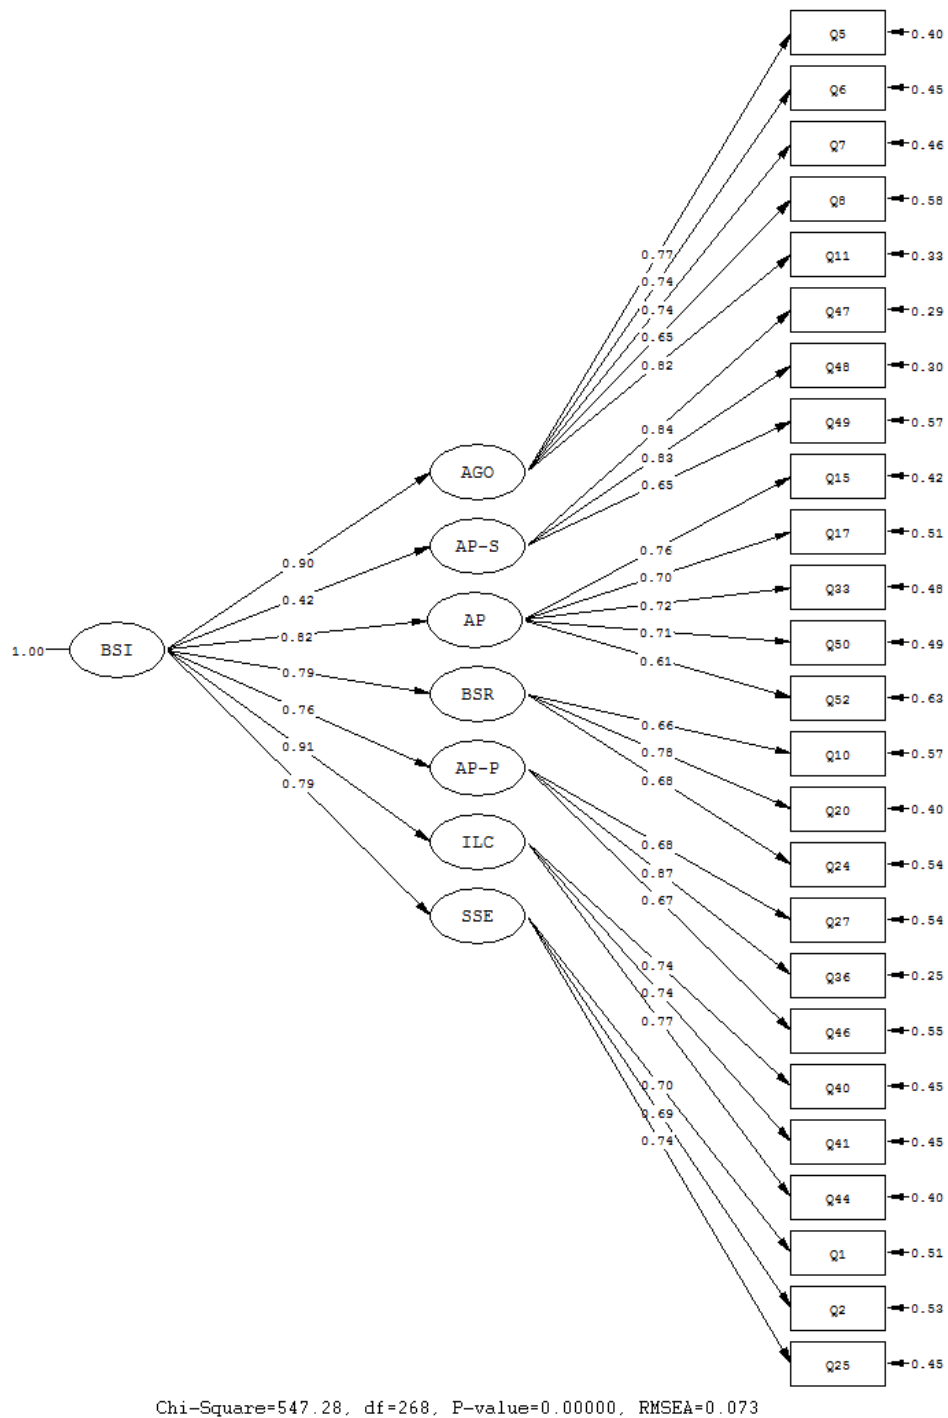 Q5 0.40
Q6 0.45
Q7 0.46
Q8 0.58
0.77
Q11 0.33
0.74
0.74 Q47 0.29
0.65
0.82 Q48 0.30
0.84 Q49 0.57
0.83
AGO 0.65 Q15 0.42
Q17 0.51
AP-S 0.76
0.90 0.70
0.42 0.72 Q33 0.48
AP 0.71
0.82 0.61 Q50 0.49
1.00 BSI
0.79 BSR Q52 0.63
0.76 0.66
0.91 AP-P 0.78 Q10 0.57
0.79 0.68
Q20 0.40
ILC 0.68 Q24 0.54
0.87
SSE 0.67 Q27 0.54
0.74 Q36 0.25
0.74
0.77 Q46 0.55
0.70 Q40 0.45
0.69
0.74 Q41 0.45
Q44 0.40
Q1 0.51
Q2 0.53
Q25 0.45
Chi-Square=547.28, df=268, P-value=0.00000, RMSEA=0.073